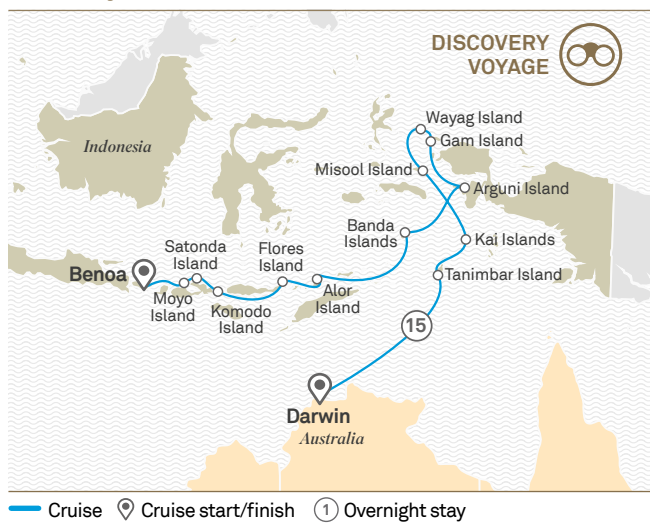 DISCOVERY
VOYAGE
Wayag Island
Gam Island
Indonesia
Misool Island
Arguni Island
Banda
Islands
Kai Islands
Satonda
Island
Flores
Island
Benoa
Tanimbar Island
Moyo
Island
Komodo
Island
Alor
Island
15
Darwin
Australia
Cruise
Cruise start/finish
1
Overnight stay